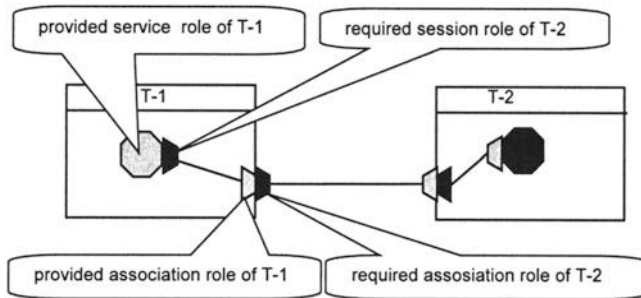 provided service role of T-1
required session role of T-2
T-1
T-2
provided association role of T-1
required assosiation role of T-2